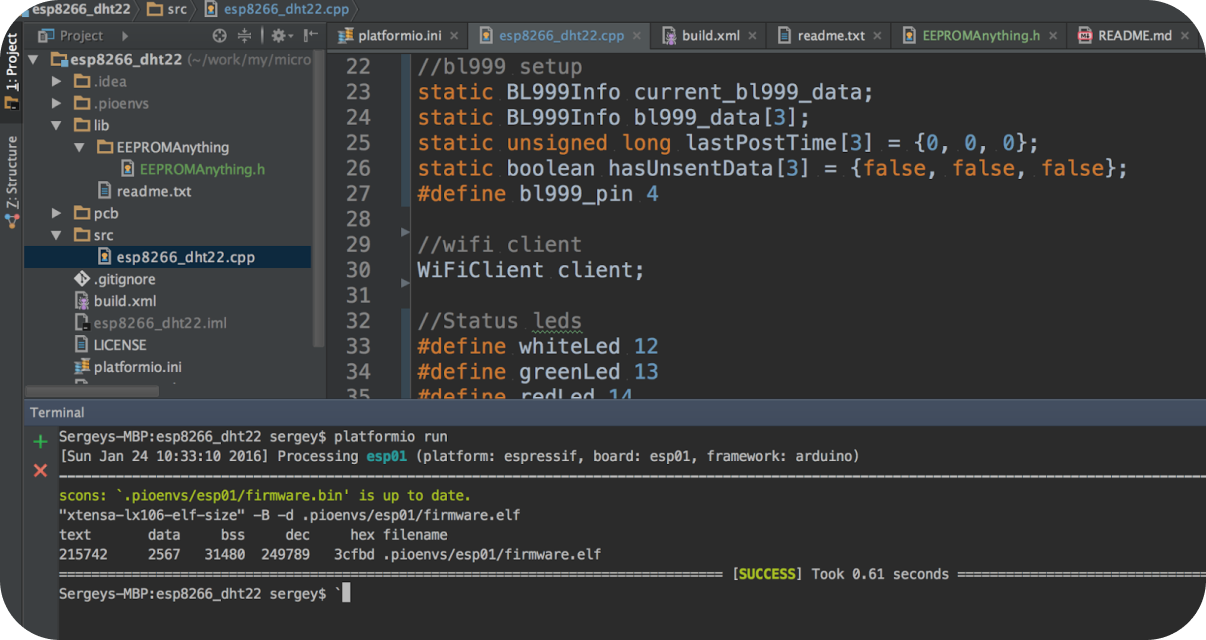 esp8266_dht22 src esp8266_dht22.cpp
Project
platformio.ini esp8266_dht22.cpp build.xml readme.txt EEPROMAnything.h README.md
1: Project
Z: Structure
esp8266_dht22 (~/work/my/micro
.idea
.pioenvs
lib
EEPROMAnything
EEPROMAnything.h
readme.txt
pcb
src
esp8266_dht22.cpp
.gitignore
build.xml
esp8266_dht22.iml
LICENSE
platformio.ini
22 //bl999 setup
23 static BL999Info current_bl999_data;
24 static BL999Info bl999_data[3];
25 static unsigned long lastPostTime[3] = {0, 0, 0};
26 static boolean hasUnsentData[3] = {false, false, false};
27 #define bl999_pin 4
28
29 //wifi client
30 WiFiClient client;
31
32 //Status leds
33 #define whiteLed 12
34 #define greenLed 13
35 #define redLed 14
Terminal
Sergeys-MBP:esp8266_dht22 sergey$ platformio run
[Sun Jan 24 10:33:10 2016] Processing esp01 (platform: espressif, board: esp01, framework: arduino)
scons: `.pioenvs/esp01/firmware.bin' is up to date.
"xtensa-lx106-elf-size" -B -d .pioenvs/esp01/firmware.elf
text data bss dec hex filename
215742 2567 31480 249789 3cfbd .pioenvs/esp01/firmware.elf
[SUCCESS] Took 0.61 seconds
Sergeys-MBP:esp8266_dht22 sergey$ `